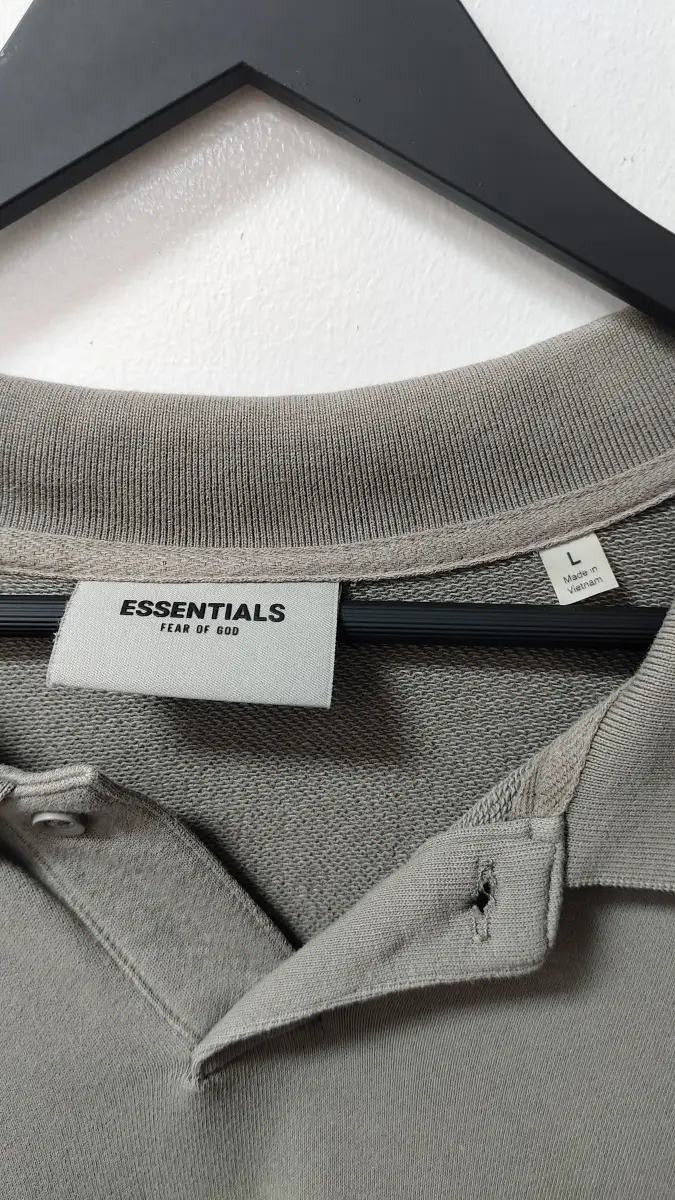 ESSENTIALS
FEAR OF GOD
L
Made in
Vietnam